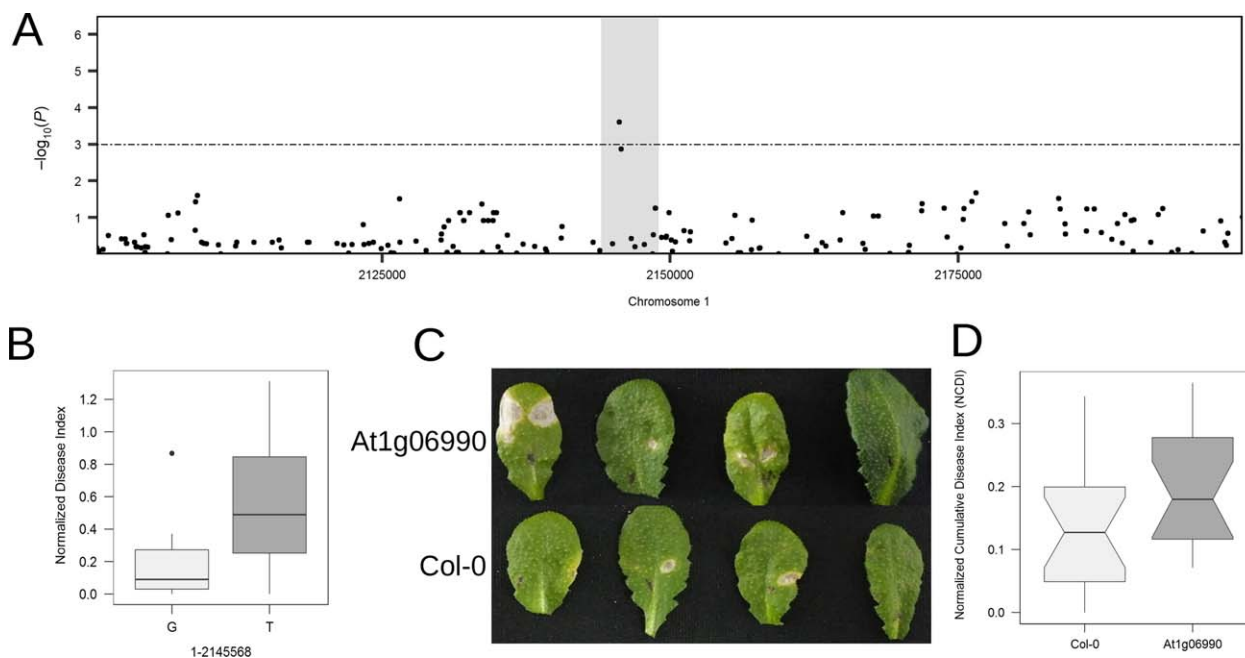 A
6
5
4
3
2
1
−log10(P)
2125000 2150000 2175000
Chromosome 1
B
Normalized Disease Index
1.2
1.0
0.8
0.6
0.4
0.2
0.0
G T
1-2145568
C
At1g06990
Col-0
D
Normalized Cumulative Disease Index (NCDI)
0.3
0.2
0.1
0.0
Col-0 At1g06990